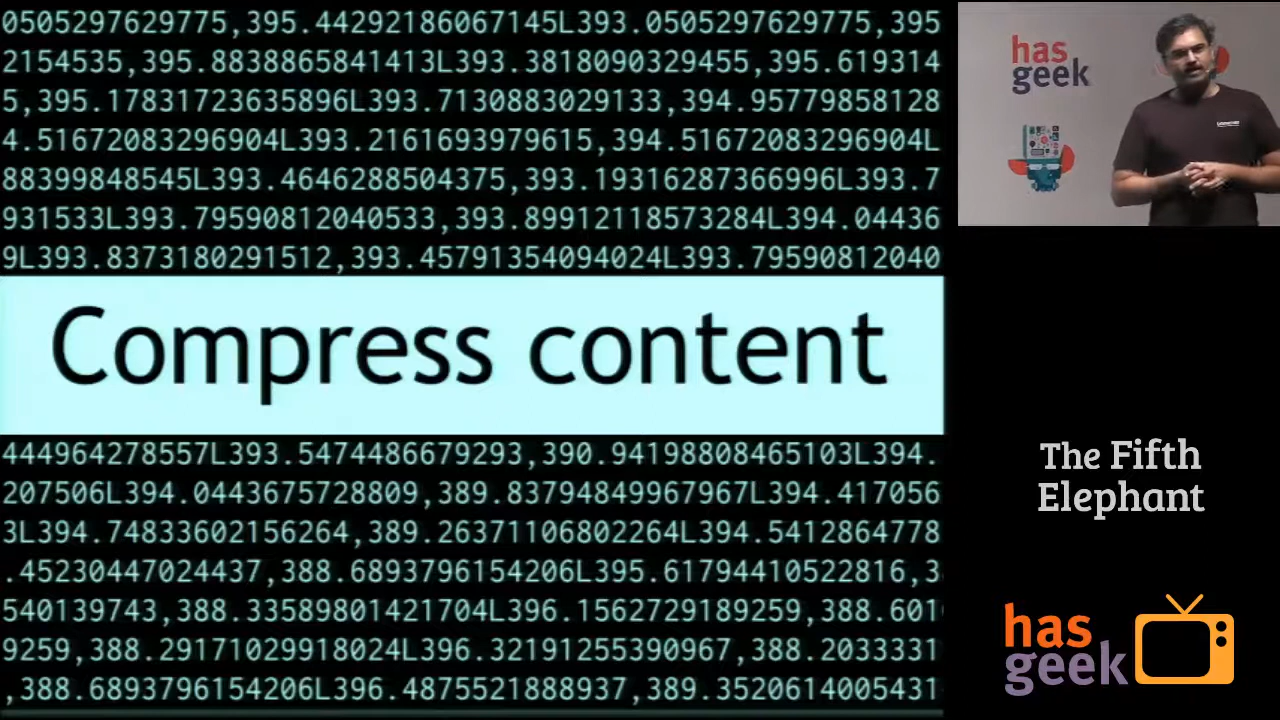 0505297629775,395.44292186067145L393.0505297629775,395
2154535,395.8838865841413L393.3818090329455,395.619314
5,395.17831723635896L393.7130883029133,394.95779858128
4.51672083296904L393.2161693979615,394.51672083296904L
88399848545L393.4646288504375,393.19316287366996L393.7
931533L393.79590812040533,393.89912118573284L394.04436
9L393.8373180291512,393.45791354094024L393.79590812040
Compress content
444964278557L393.5474486679293,390.94198808465103L394.
207506L394.0443675728809,389.83794849967967L394.417056
3L394.74833602156264,389.26371106802264L394.5412864778
.45230447024437,388.6893796154206L395.61794410522816,3
540139743,388.33589801421704L396.1562729189259,388.601
9259,388.29171029918024L396.32191255390967,388.2033331
,388.6893796154206L396.4875521888937,389.3520614005431
has
geek
The Fifth
Elephant
has
geek